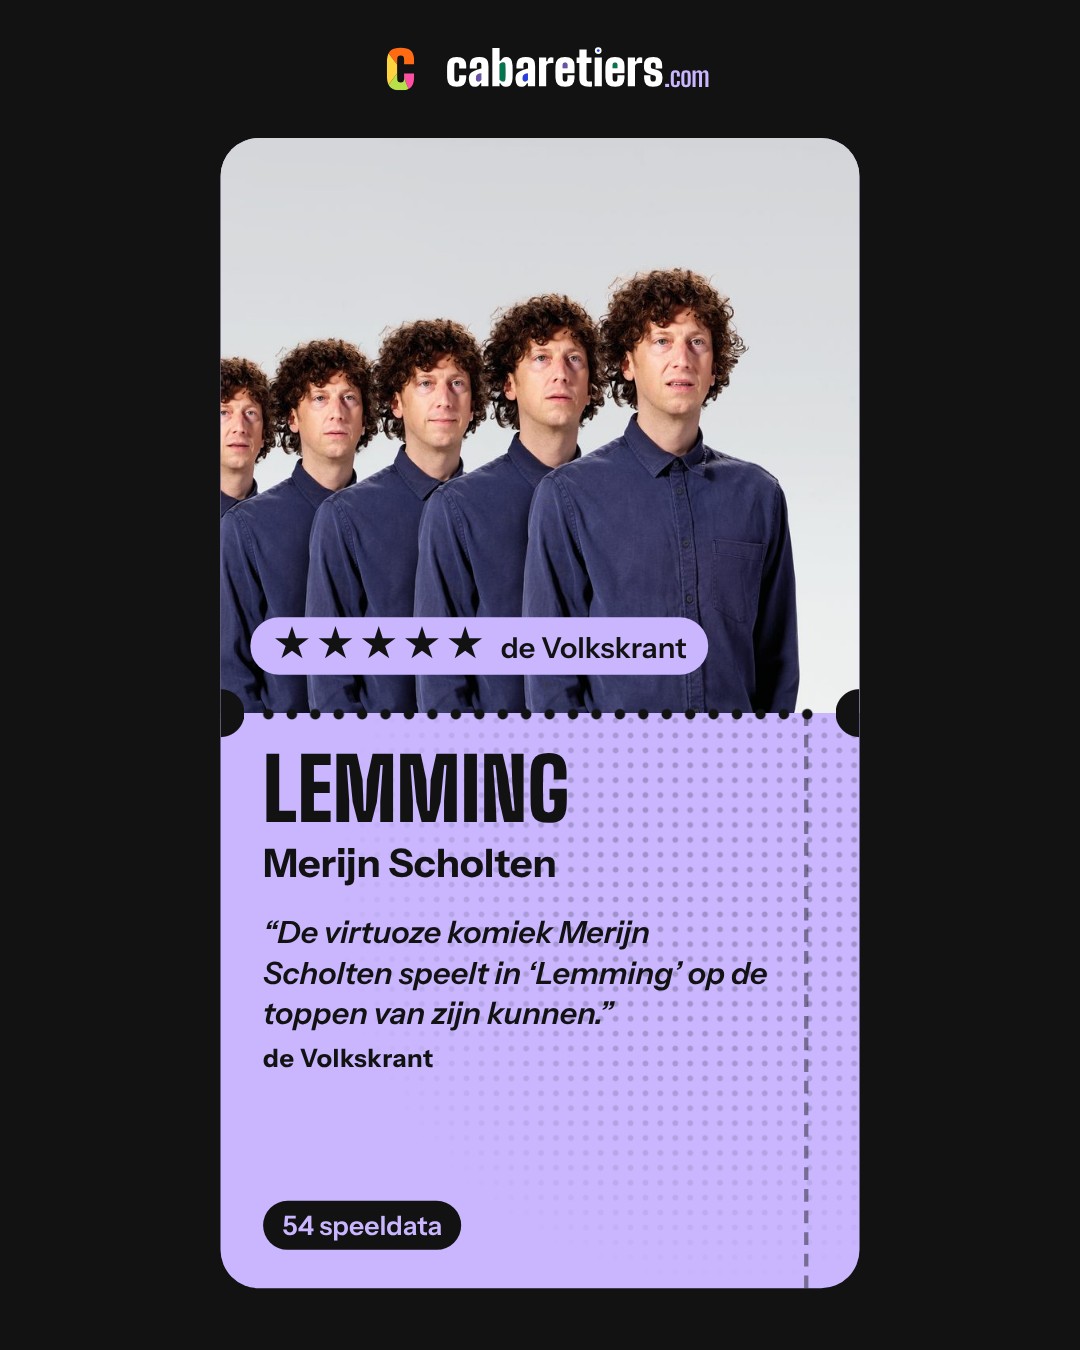 cabaretiers.com
★★★★★ de Volkskrant
LEMMING
Merijn Scholten
“De virtuoze komiek Merijn
Scholten speelt in ‘Lemming’ op de
toppen van zijn kunnen.”
de Volkskrant
54 speeldata